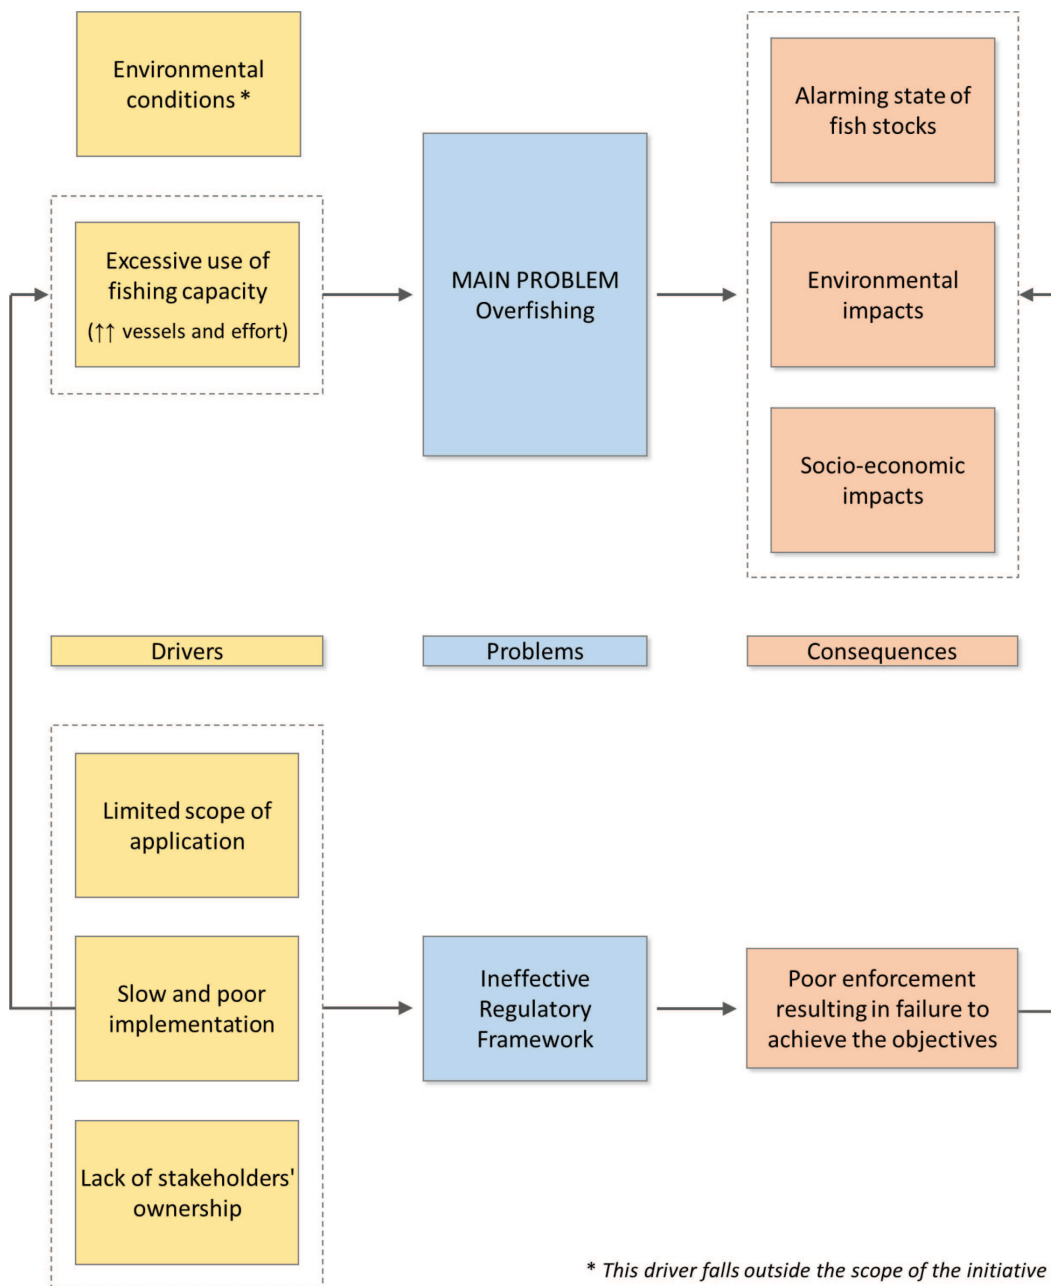 Environmental
conditions *
Excessive use of
fishing capacity
(↑↑ vessels and effort)
MAIN PROBLEM
Overfishing
Alarming state of
fish stocks
Environmental
impacts
Socio-economic
impacts
Drivers
Problems
Consequences
Limited scope of
application
Slow and poor
implementation
Lack of stakeholders'
ownership
Ineffective
Regulatory
Framework
Poor enforcement
resulting in failure to
achieve the objectives
* This driver falls outside the scope of the initiative